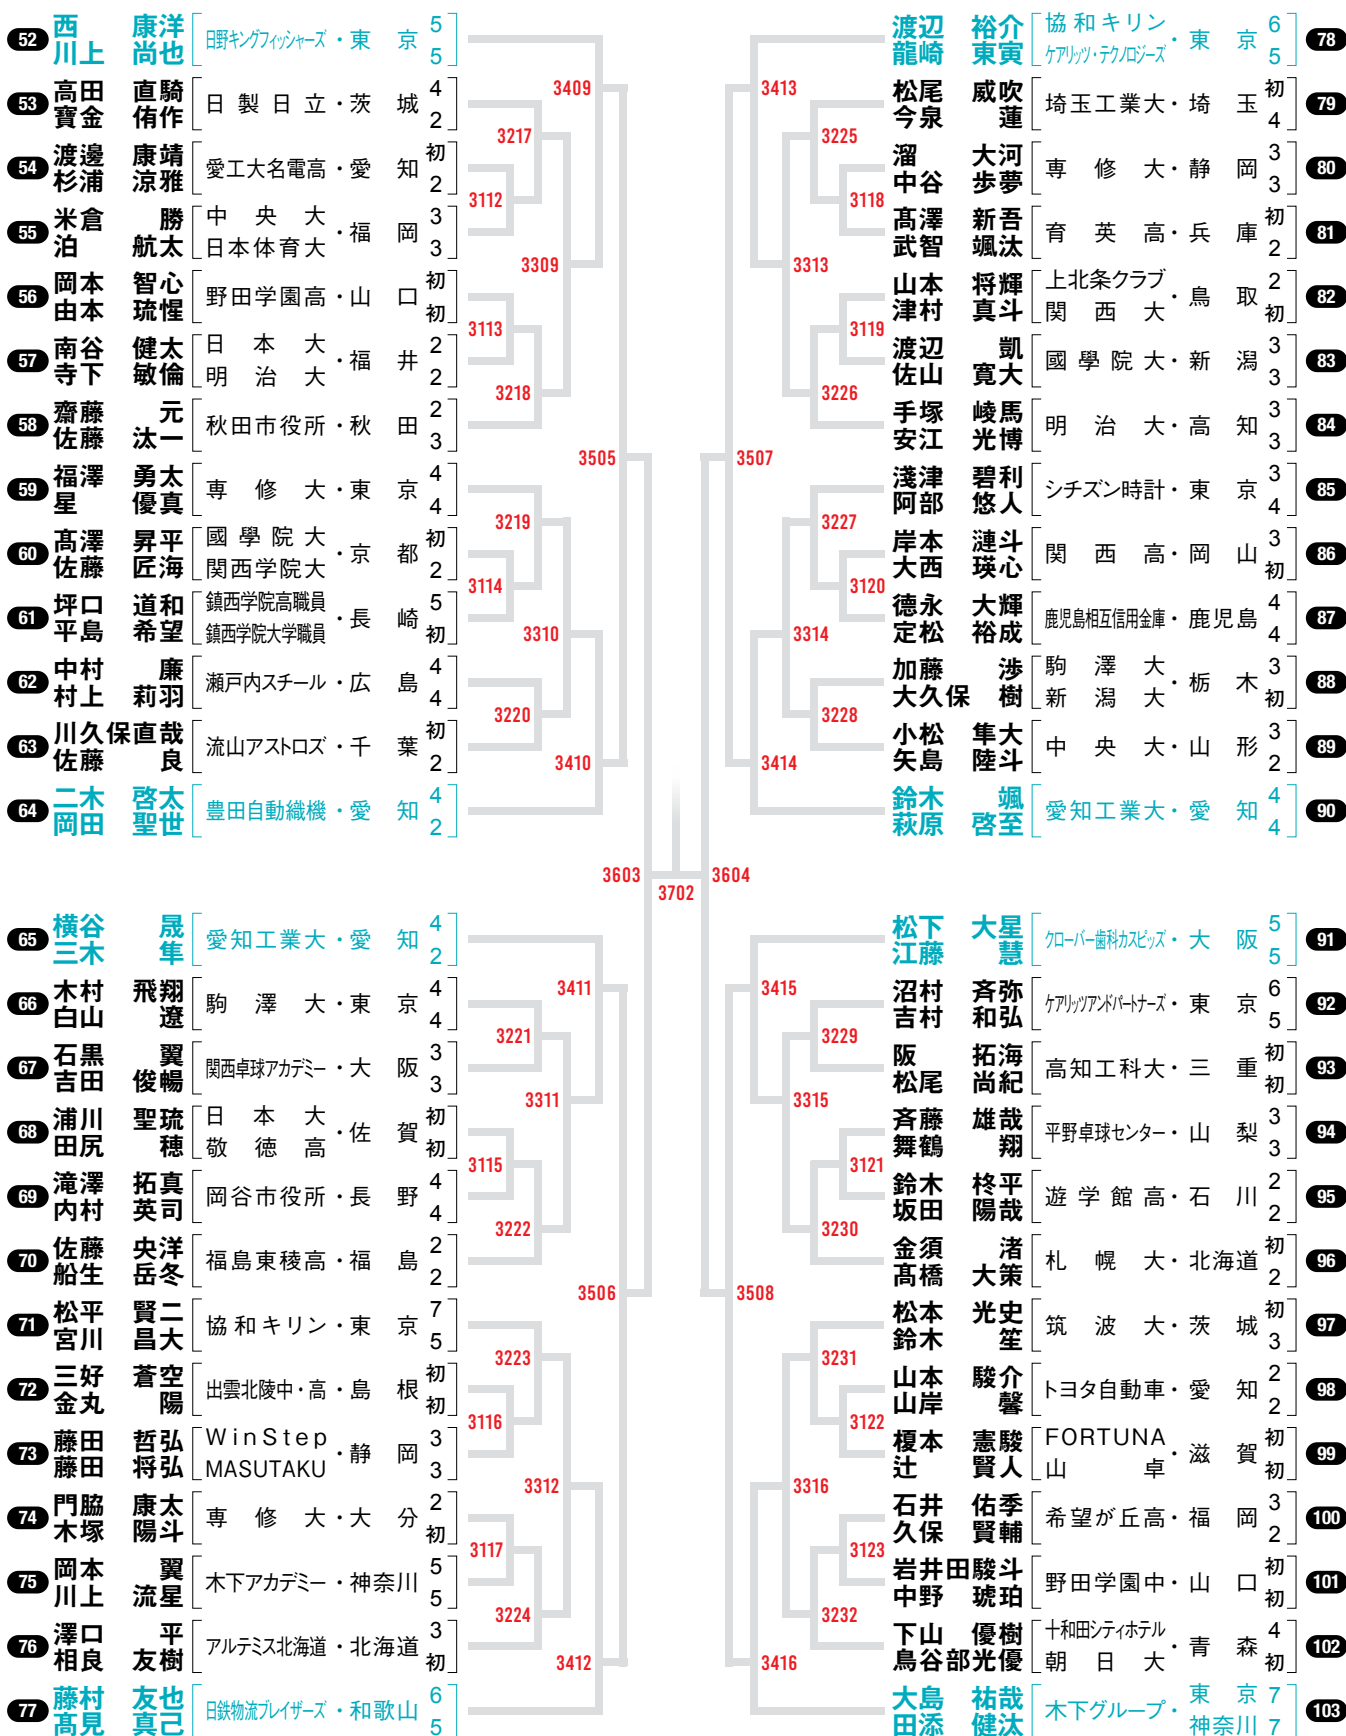 52 西 康洋 川上 尚也 [日野キングフィッシャーズ・東京 5 5]
53 高田 直騎 寶金 侑作 [日製日立・茨城 4 2]
54 渡邊 康靖 杉浦 涼雅 [愛工大名電高・愛知 初 2]
55 米倉 勝 泊 航太 [中央大 日本体育大・福岡 3 3]
56 岡本 智心 由本 琉惺 [野田学園高・山口 初 初]
57 南谷 健太 寺下 敏倫 [日本大 明治大・福井 2 2]
58 齋藤 元 佐藤 汰一 [秋田市役所・秋田 2 3]
59 福澤 勇太 星 優真 [専修大・東京 4 4]
60 髙澤 昇平 佐藤 匠海 [國學院大 関西学院大・京都 初 2]
61 坪口 道和 平島 希望 [鎮西学院高職員 鎮西学院大学職員・長崎 5 初]
62 中村 廉 村上 莉羽 [瀬戸内スチール・広島 4 4]
63 川久保直哉 佐藤 良 [流山アストロズ・千葉 初 2]
64 二木 啓太 岡田 聖世 [豊田自動織機・愛知 4 2]
65 横谷 晟 三木 隼 [愛知工業大・愛知 4 2]
66 木村 飛翔 白山 遼 [駒澤大・東京 4 4]
67 石黒 翼 吉田 俊暢 [関西卓球アカデミー・大阪 3 3]
68 浦川 聖琉 田尻 穂 [日本大 敬徳高・佐賀 初 初]
69 滝澤 拓真 内村 英司 [岡谷市役所・長野 4 4]
70 佐藤 央洋 船生 岳冬 [福島東稜高・福島 2 2]
71 松平 賢二 宮川 昌大 [協和キリン・東京 7 5]
72 三好 蒼空 金丸 陽 [出雲北陵中・高・島根 初 初]
73 藤田 哲弘 藤田 将弘 [WinStep MASUTAKU・静岡 3 3]
74 門脇 康太 木塚 陽斗 [専修大・大分 2 初]
75 岡本 翼 川上 流星 [木下アカデミー・神奈川 5 5]
76 澤口 平 相良 友樹 [アルテミス北海道・北海道 3 初]
77 藤村 友也 髙見 真己 [日鉄物流ブレイザーズ・和歌山 6 5]
3409
3217
3112
3309
3113
3218
3505
3219
3114
3310
3220
3410
3603
3702
3604
3411
3221
3311
3115
3222
3506
3223
3116
3312
3117
3224
3412
3413
3225
3118
3313
3119
3226
3507
3227
3120
3314
3228
3414
3415
3229
3315
3121
3230
3508
3231
3122
3316
3123
3232
3416
渡辺 裕介 龍崎 東寅 [協和キリン ケアリッツ・テクノロジーズ・東京 6 5] 78
松尾 威吹 今泉 蓮 [埼玉工業大・埼玉 初 4] 79
溜 大河 中谷 歩夢 [専修大・静岡 3 3] 80
髙澤 新吾 武智 颯汰 [育英高・兵庫 初 2] 81
山本 将輝 津村 真斗 [上北条クラブ 関西大・鳥取 2 初] 82
渡辺 凱 佐山 寛大 [國學院大・新潟 3 3] 83
手塚 崚馬 安江 光博 [明治大・高知 3 3] 84
淺津 碧利 阿部 悠人 [シチズン時計・東京 3 4] 85
岸本 漣斗 大西 瑛心 [関西高・岡山 3 初] 86
德永 大輝 定松 裕成 [鹿児島相互信用金庫・鹿児島 4 4] 87
加藤 渉 大久保 樹 [駒澤大 新潟大・栃木 3 初] 88
小松 隼大 矢島 陸斗 [中央大・山形 3 2] 89
鈴木 颯 萩原 啓至 [愛知工業大・愛知 4 4] 90
松下 大星 江藤 慧 [クローバー歯科カスピッズ・大阪 5 5] 91
沼村 斉弥 吉村 和弘 [ケアリッツアンドパートナーズ・東京 6 5] 92
阪 拓海 松尾 尚紀 [高知工科大・三重 初 初] 93
斉藤 雄哉 舞鶴 翔 [平野卓球センター・山梨 3 3] 94
鈴木 柊平 坂田 陽哉 [遊学館高・石川 2 2] 95
金須 渚 髙橋 大策 [札幌大・北海道 初 2] 96
松本 光史 鈴木 笙 [筑波大・茨城 初 3] 97
山本 駿介 山岸 馨 [トヨタ自動車・愛知 2 2] 98
榎本 憲駿 辻 賢人 [FORTUNA 山卓・滋賀 初 初] 99
石井 佑季 久保 賢輔 [希望が丘高・福岡 3 2] 100
岩井田駿斗 中野 琥珀 [野田学園中・山口 初 初] 101
下山 優樹 鳥谷部光優 [十和田シティホテル 朝日大・青森 4 初] 102
大島 祐哉 田添 健汰 [木下グループ・東京 神奈川 7 7] 103